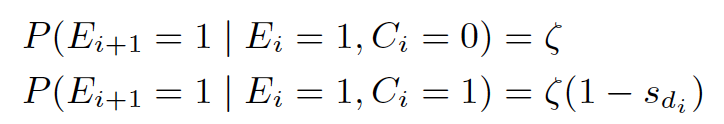 P(E_{i+1} = 1 | E_i = 1, C_i = 0) = ζ
P(E_{i+1} = 1 | E_i = 1, C_i = 1) = ζ(1 − s_{d_i})